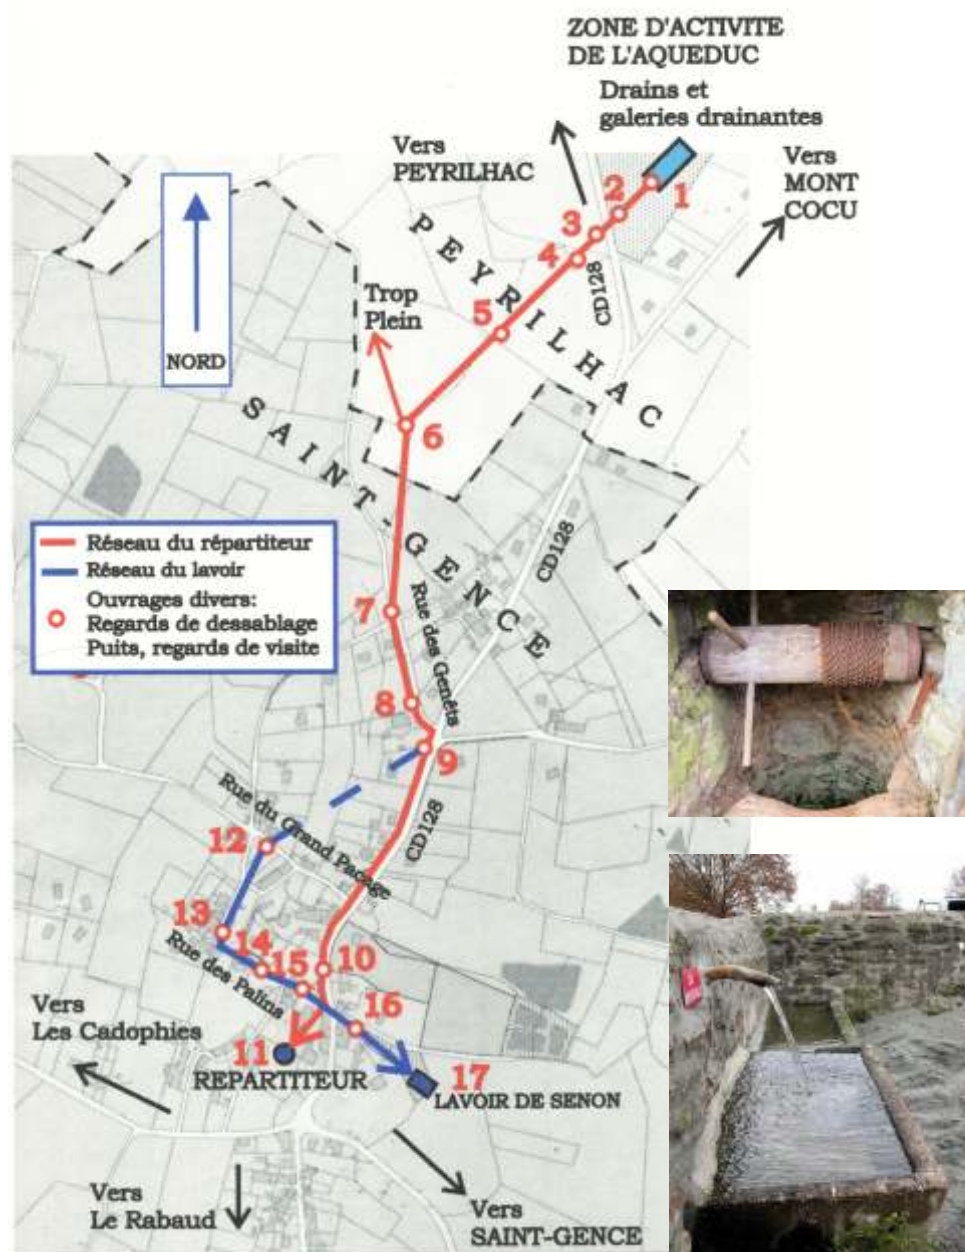 ZONE D'ACTIVITE
DE L'AQUEDUC
Drains et
galeries drainantes
Vers
PEYRILHAC
Vers
MONT
COCU
1
2
3
4
5
CD128
PEYRILHAC
Trop
Plein
NORD
6
SAINT-GENCE
Réseau du répartiteur
Réseau du lavoir
Ouvrages divers:
Regards de dessablage
Puits, regards de visite
CD128
7
Rue des Genêts
8
9
Rue du Grand Pacage
CD128
12
13
14
15
10
Rue des Palins
16
Vers
Les Cadophies
11
REPARTITEUR
17
LAVOIR DE SENON
Vers
Le Rabaud
Vers
SAINT-GENCE